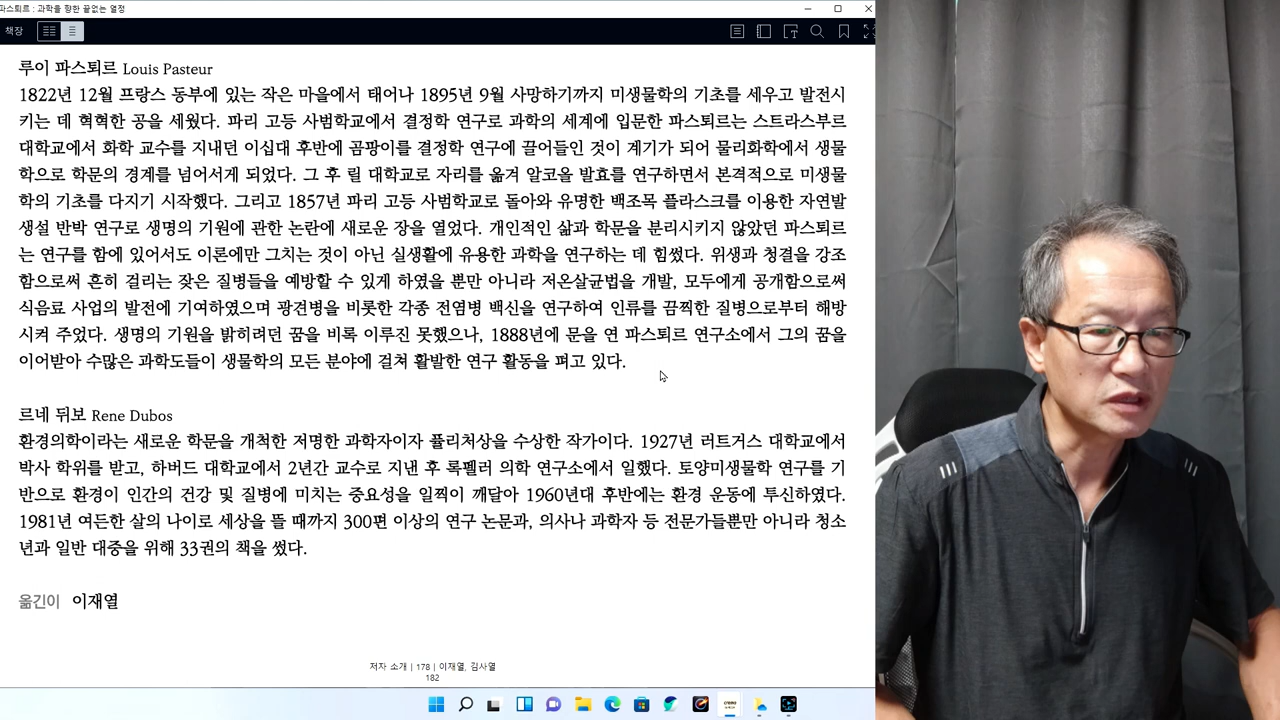 파스퇴르 : 과학을 향한 끝없는 열정
책장
루이 파스퇴르 Louis Pasteur
1822년 12월 프랑스 동부에 있는 작은 마을에서 태어나 1895년 9월 사망하기까지 미생물학의 기초를 세우고 발전시
키는 데 혁혁한 공을 세웠다. 파리 고등 사범학교에서 결정학 연구로 과학의 세계에 입문한 파스퇴르는 스트라스부르
대학교에서 화학 교수를 지내던 이십대 후반에 곰팡이를 결정학 연구에 끌어들인 것이 계기가 되어 물리화학에서 생물
학으로 학문의 경계를 넘어서게 되었다. 그 후 릴 대학교로 자리를 옮겨 알코올 발효를 연구하면서 본격적으로 미생물
학의 기초를 다지기 시작했다. 그리고 1857년 파리 고등 사범학교로 돌아와 유명한 백조목 플라스크를 이용한 자연발
생설 반박 연구로 생명의 기원에 관한 논란에 새로운 장을 열었다. 개인적인 삶과 학문을 분리시키지 않았던 파스퇴르
는 연구를 함에 있어서도 이론에만 그치는 것이 아닌 실생활에 유용한 과학을 연구하는 데 힘썼다. 위생과 청결을 강조
함으로써 흔히 걸리는 잦은 질병들을 예방할 수 있게 하였을 뿐만 아니라 저온살균법을 개발, 모두에게 공개함으로써
식음료 사업의 발전에 기여하였으며 광견병을 비롯한 각종 전염병 백신을 연구하여 인류를 끔찍한 질병으로부터 해방
시켜 주었다. 생명의 기원을 밝히려던 꿈을 비록 이루진 못했으나, 1888년에 문을 연 파스퇴르 연구소에서 그의 꿈을
이어받아 수많은 과학도들이 생물학의 모든 분야에 걸쳐 활발한 연구 활동을 펴고 있다.
르네 뒤보 Rene Dubos
환경의학이라는 새로운 학문을 개척한 저명한 과학자이자 퓰리처상을 수상한 작가이다. 1927년 러트거스 대학교에서
박사 학위를 받고, 하버드 대학교에서 2년간 교수로 지낸 후 록펠러 의학 연구소에서 일했다. 토양미생물학 연구를 기
반으로 환경이 인간의 건강 및 질병에 미치는 중요성을 일찍이 깨달아 1960년대 후반에는 환경 운동에 투신하였다.
1981년 여든한 살의 나이로 세상을 뜰 때까지 300편 이상의 연구 논문과, 의사나 과학자 등 전문가들뿐만 아니라 청소
년과 일반 대중을 위해 33권의 책을 썼다.
옮긴이 이재열
저자 소개 | 178 | 이재열, 김사열
182